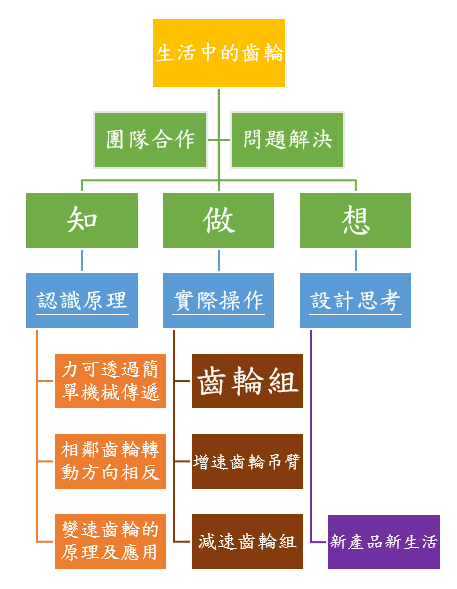 生活中的齒輪
團隊合作
問題解決
知
做
想
認識原理
實際操作
設計思考
力可透過簡
單機械傳遞
齒輪組
相鄰齒輪轉
動方向相反
增速齒輪吊臂
變速齒輪的
原理及應用
減速齒輪組
新產品新生活